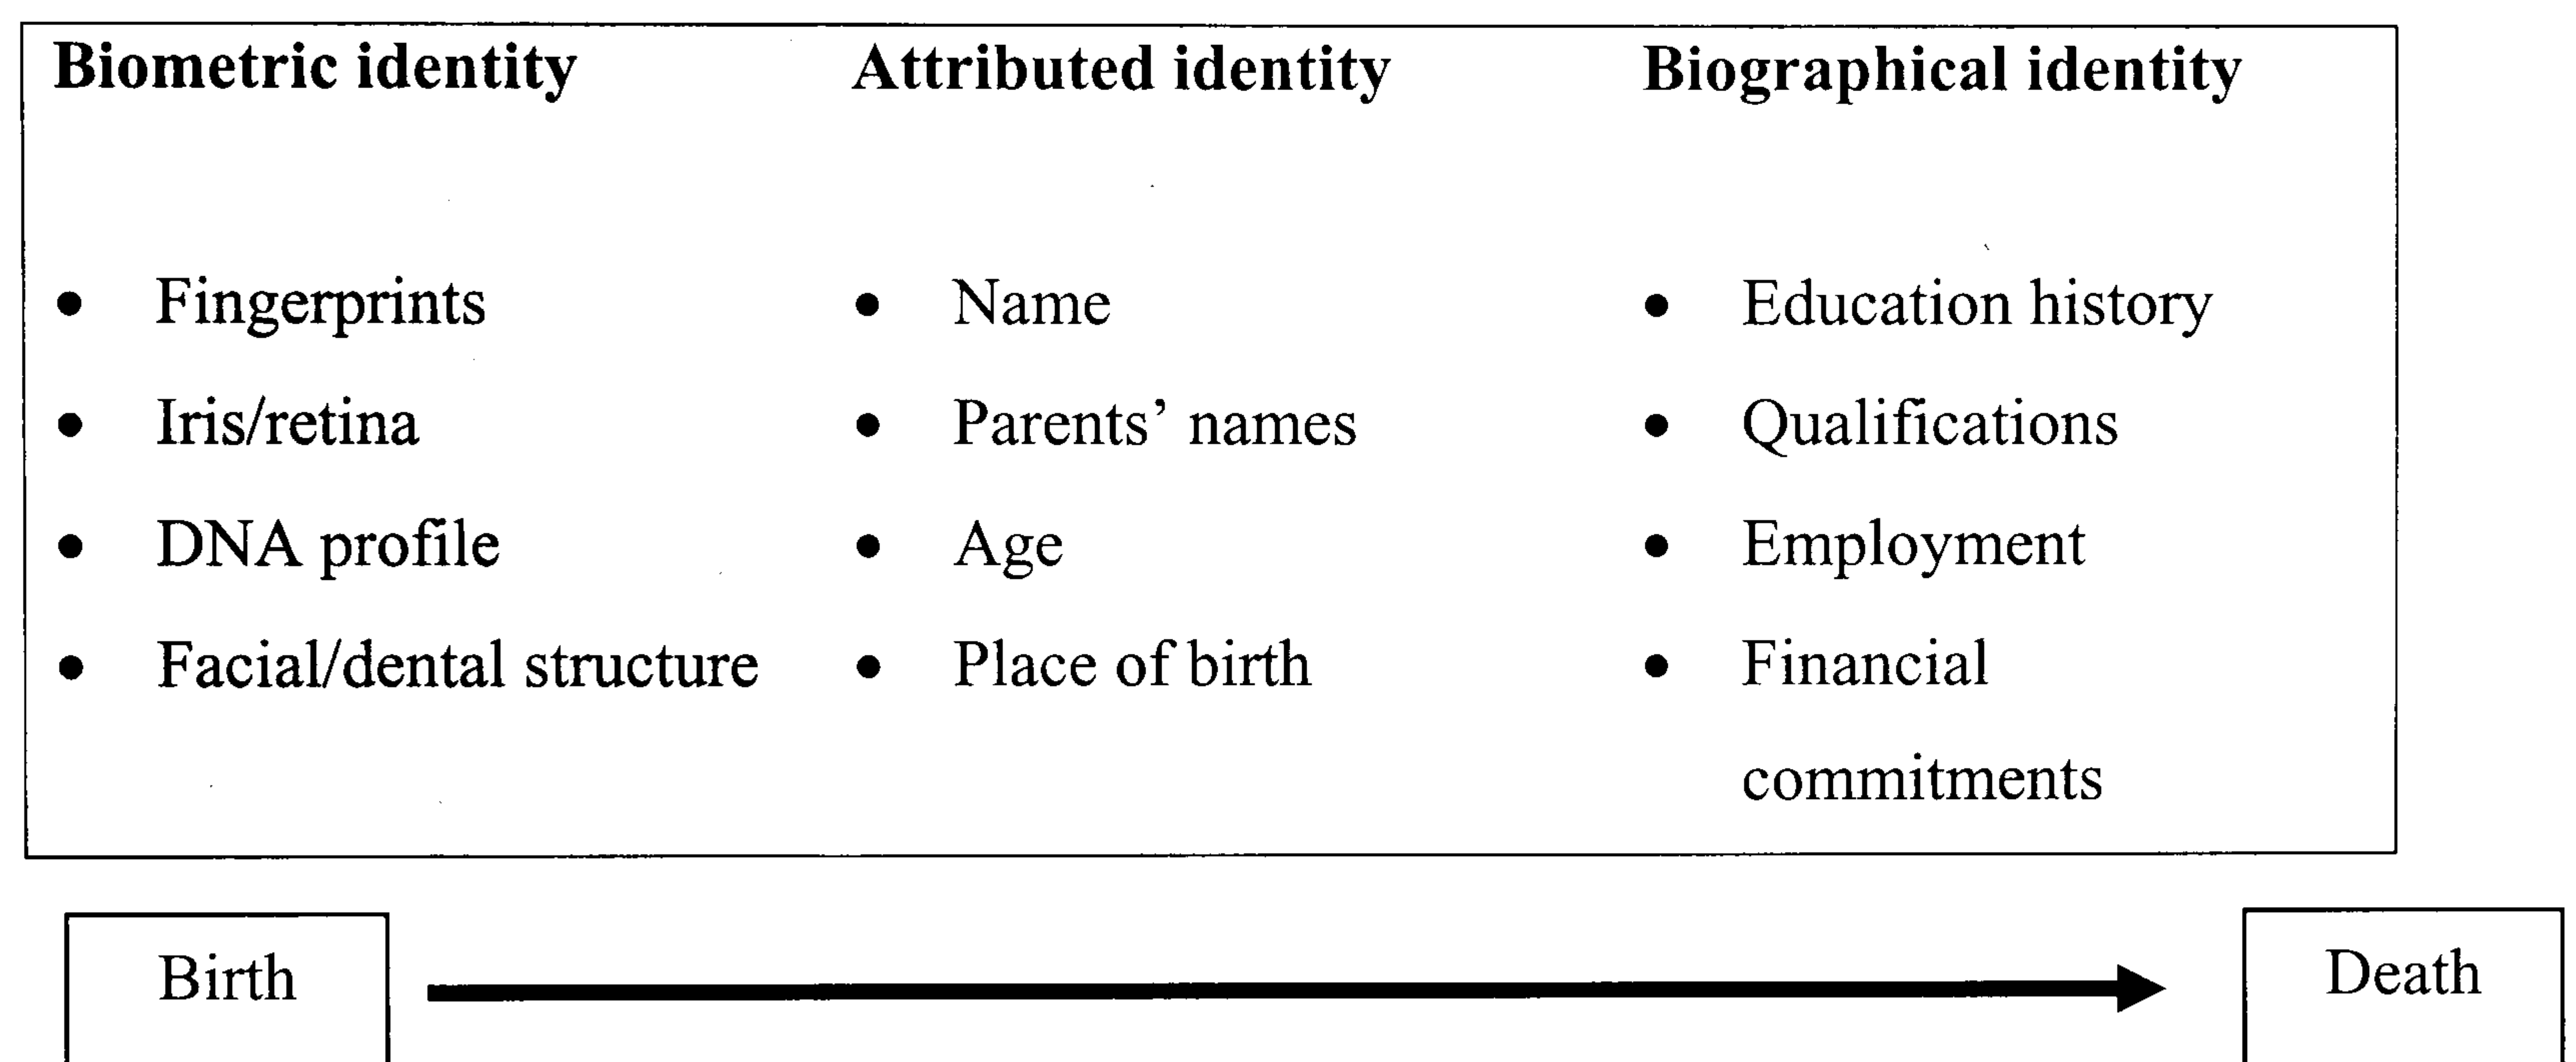 Biometric identity
Attributed identity
Biographical identity
• Fingerprints
• Name
• Education history
• Iris/retina
• Parents’ names
• Qualifications
• DNA profile
• Age
• Employment
• Facial/dental structure
• Place of birth
• Financial
commitments
Birth
Death